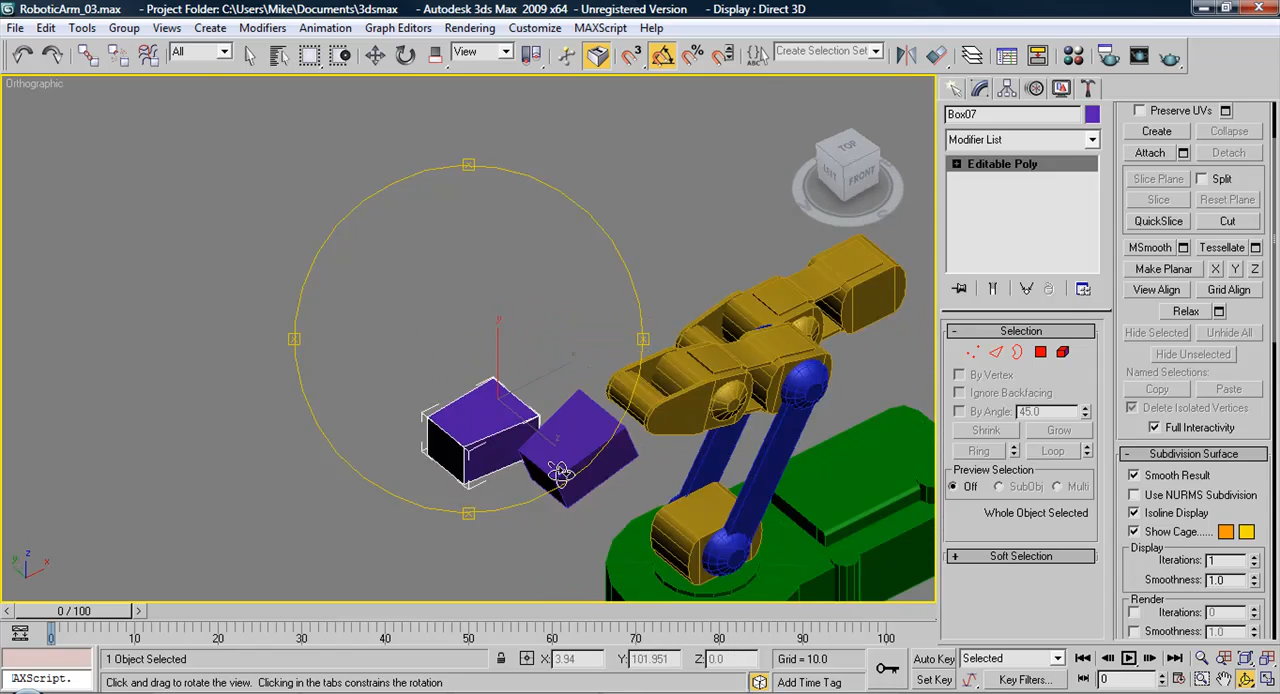 RoboticArm_03.max - Project Folder: C:\Users\Mike\Documents\3dsmax - Autodesk 3ds Max 2009 x64 - Unregistered Version - Display : Direct 3D
File Edit Tools Group Views Create Modifiers Animation Graph Editors Rendering Customize MAXScript Help
All View 3 % Create Selection Set
Orthographic
TOP
LEFT FRONT
y
z
z
y x
Box07
Modifier List
Editable Poly
Selection
By Vertex
Ignore Backfacing
By Angle: 45.0
Shrink Grow
Ring Loop
Preview Selection
Off SubObj Multi
Whole Object Selected
Soft Selection
Preserve UVs
Create Collapse
Attach Detach
Slice Plane Split
Slice Reset Plane
QuickSlice Cut
MSmooth Tessellate
Make Planar X Y Z
View Align Grid Align
Relax
Hide Selected Unhide All
Hide Unselected
Named Selections:
Copy Paste
Delete Isolated Vertices
Full Interactivity
Subdivision Surface
Smooth Result
Use NURMS Subdivision
Isoline Display
Show Cage......
Display
Iterations: 1
Smoothness: 1.0
Render
Iterations: 0
Smoothness: 1.0
0 / 100
0 10 20 30 40 50 60 70 80 90 100
1 Object Selected X: 3.94 Y: 101.951 Z: 0.0 Grid = 10.0 Auto Key Selected
AXScript. Click and drag to rotate the view. Clicking in the tabs constrains the rotation Add Time Tag Set Key Key Filters... 0